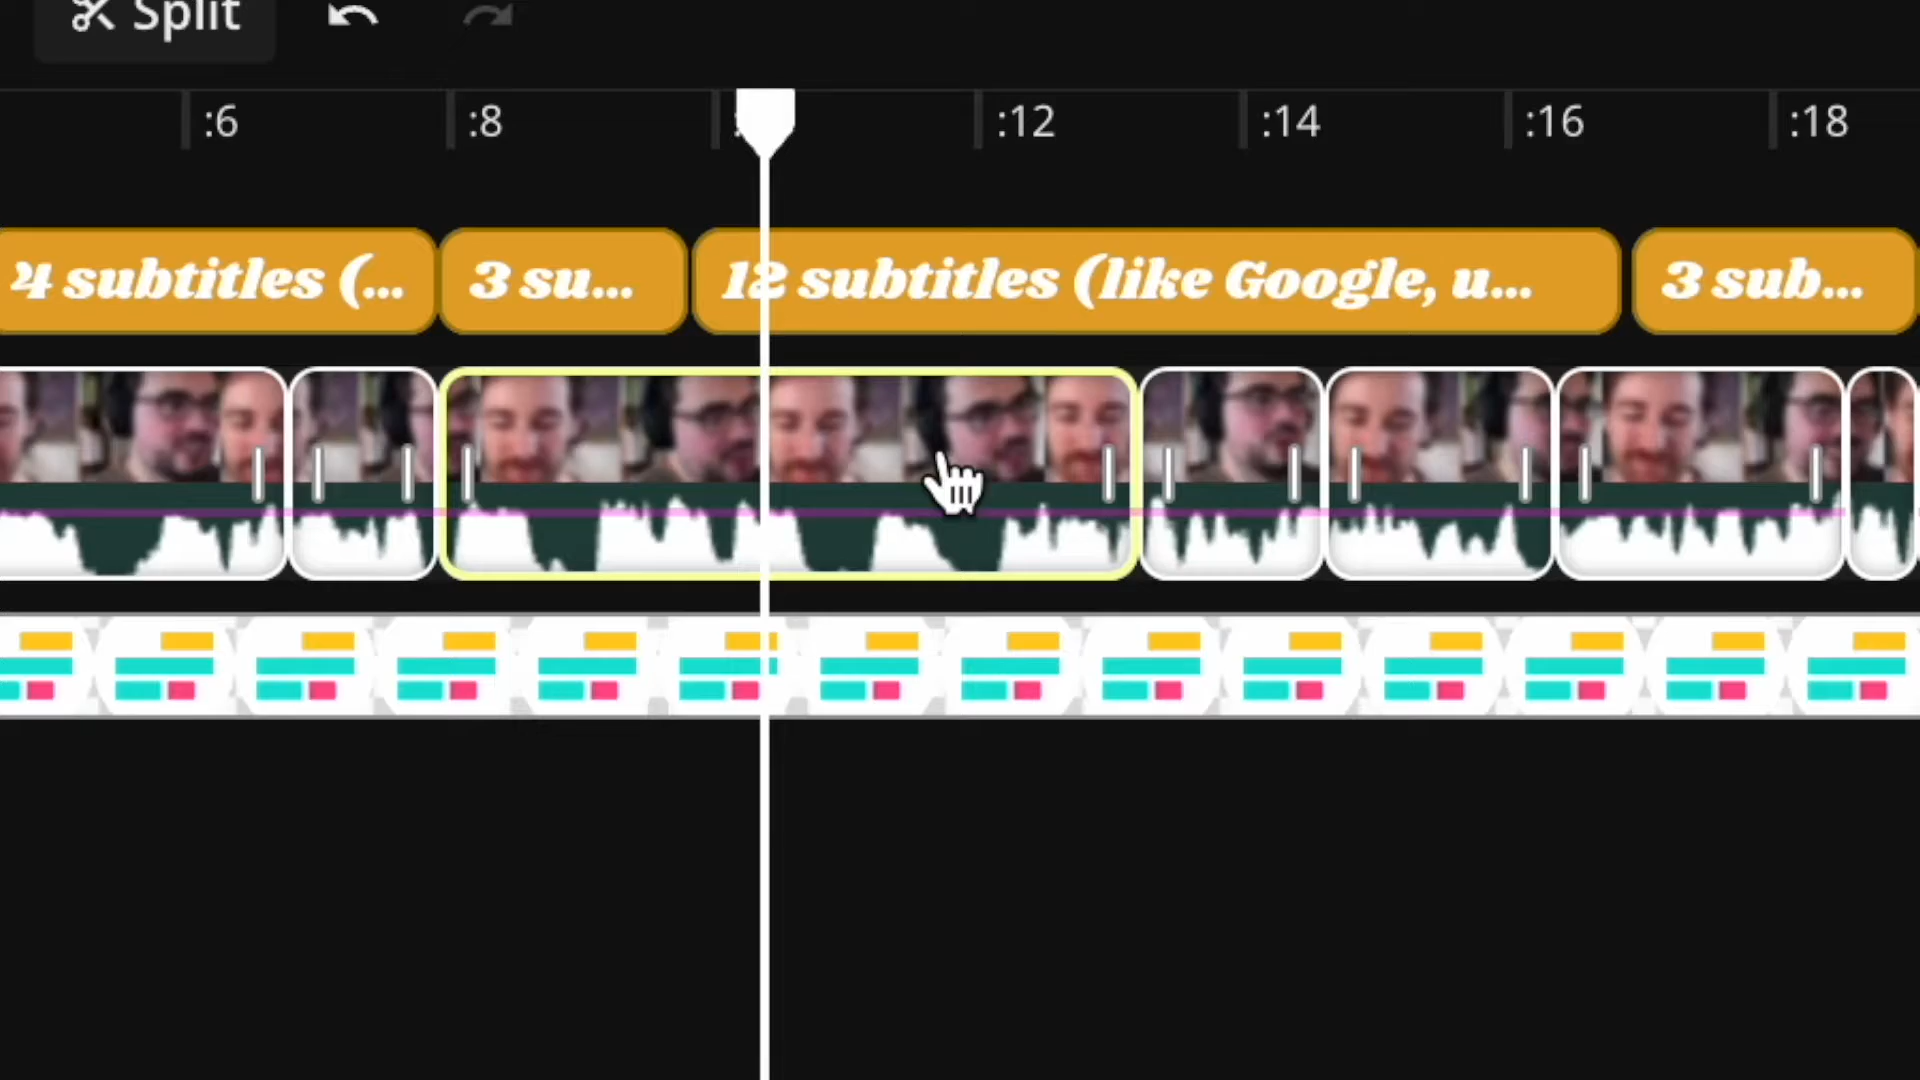 Split
:6 :8 :12 :14 :16 :18
4 subtitles (... 3 su... 12 subtitles (like Google, u... 3 sub...